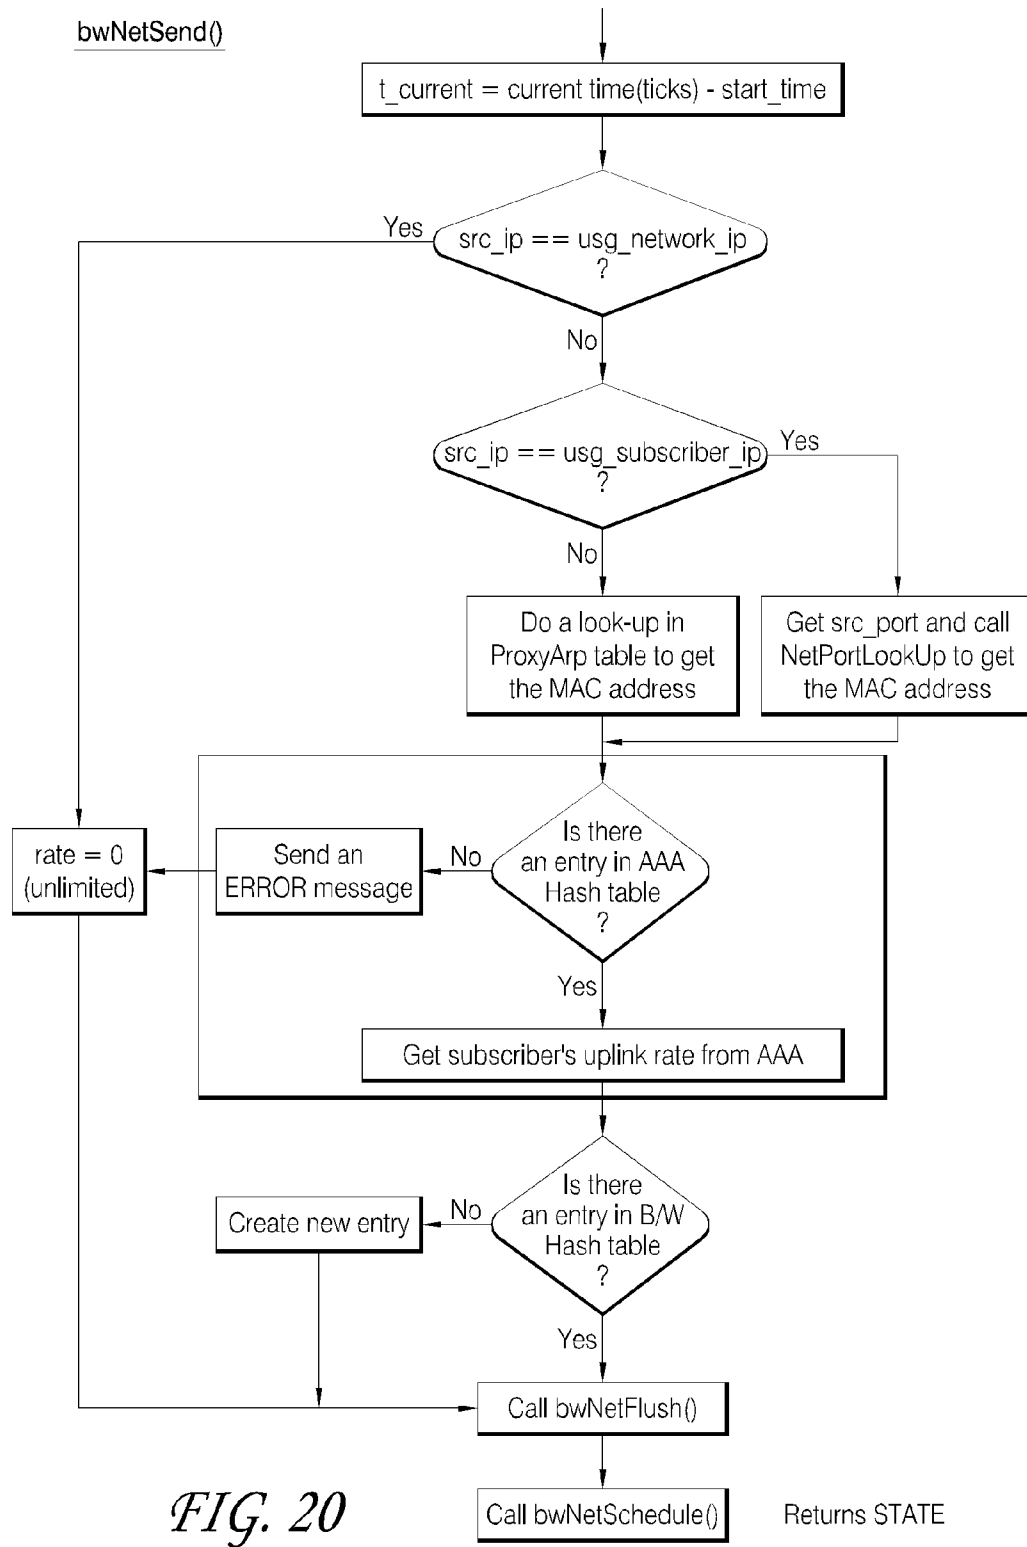 bwNetSend()
t_current = current time(ticks) - start_time
Yes
src_ip == usg_network_ip
?
No
src_ip == usg_subscriber_ip
?
Yes
No
Do a look-up in
ProxyArp table to get
the MAC address
Get src_port and call
NetPortLookUp to get
the MAC address
rate = 0
(unlimited)
Send an
ERROR message
No
Is there
an entry in AAA
Hash table
?
Yes
Get subscriber's uplink rate from AAA
Create new entry
No
Is there
an entry in B/W
Hash table
?
Yes
Call bwNetFlush()
Call bwNetSchedule()
Returns STATE
FIG. 20